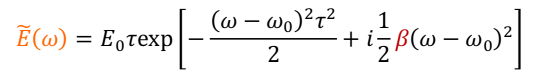 Ẽ(ω) = E₀τexp[−(ω − ω₀)²τ²/2 + i 1/2 β(ω − ω₀)²]